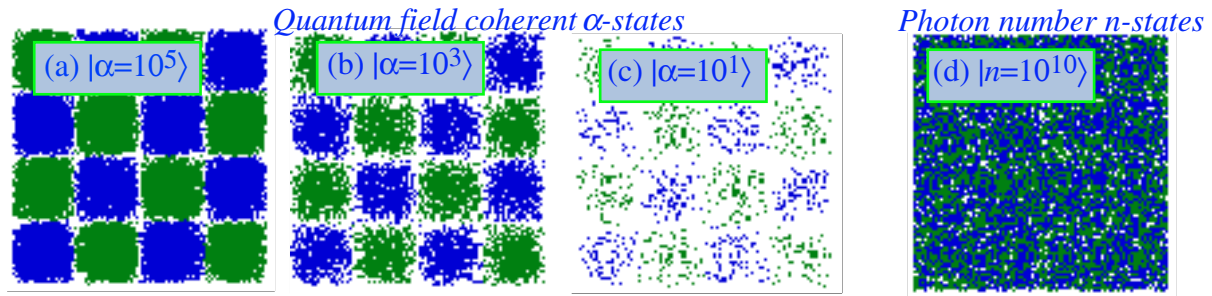 Quantum field coherent α-states
Photon number n-states
(a) |α=10⁵⟩
(b) |α=10³⟩
(c) |α=10¹⟩
(d) |n=10¹⁰⟩